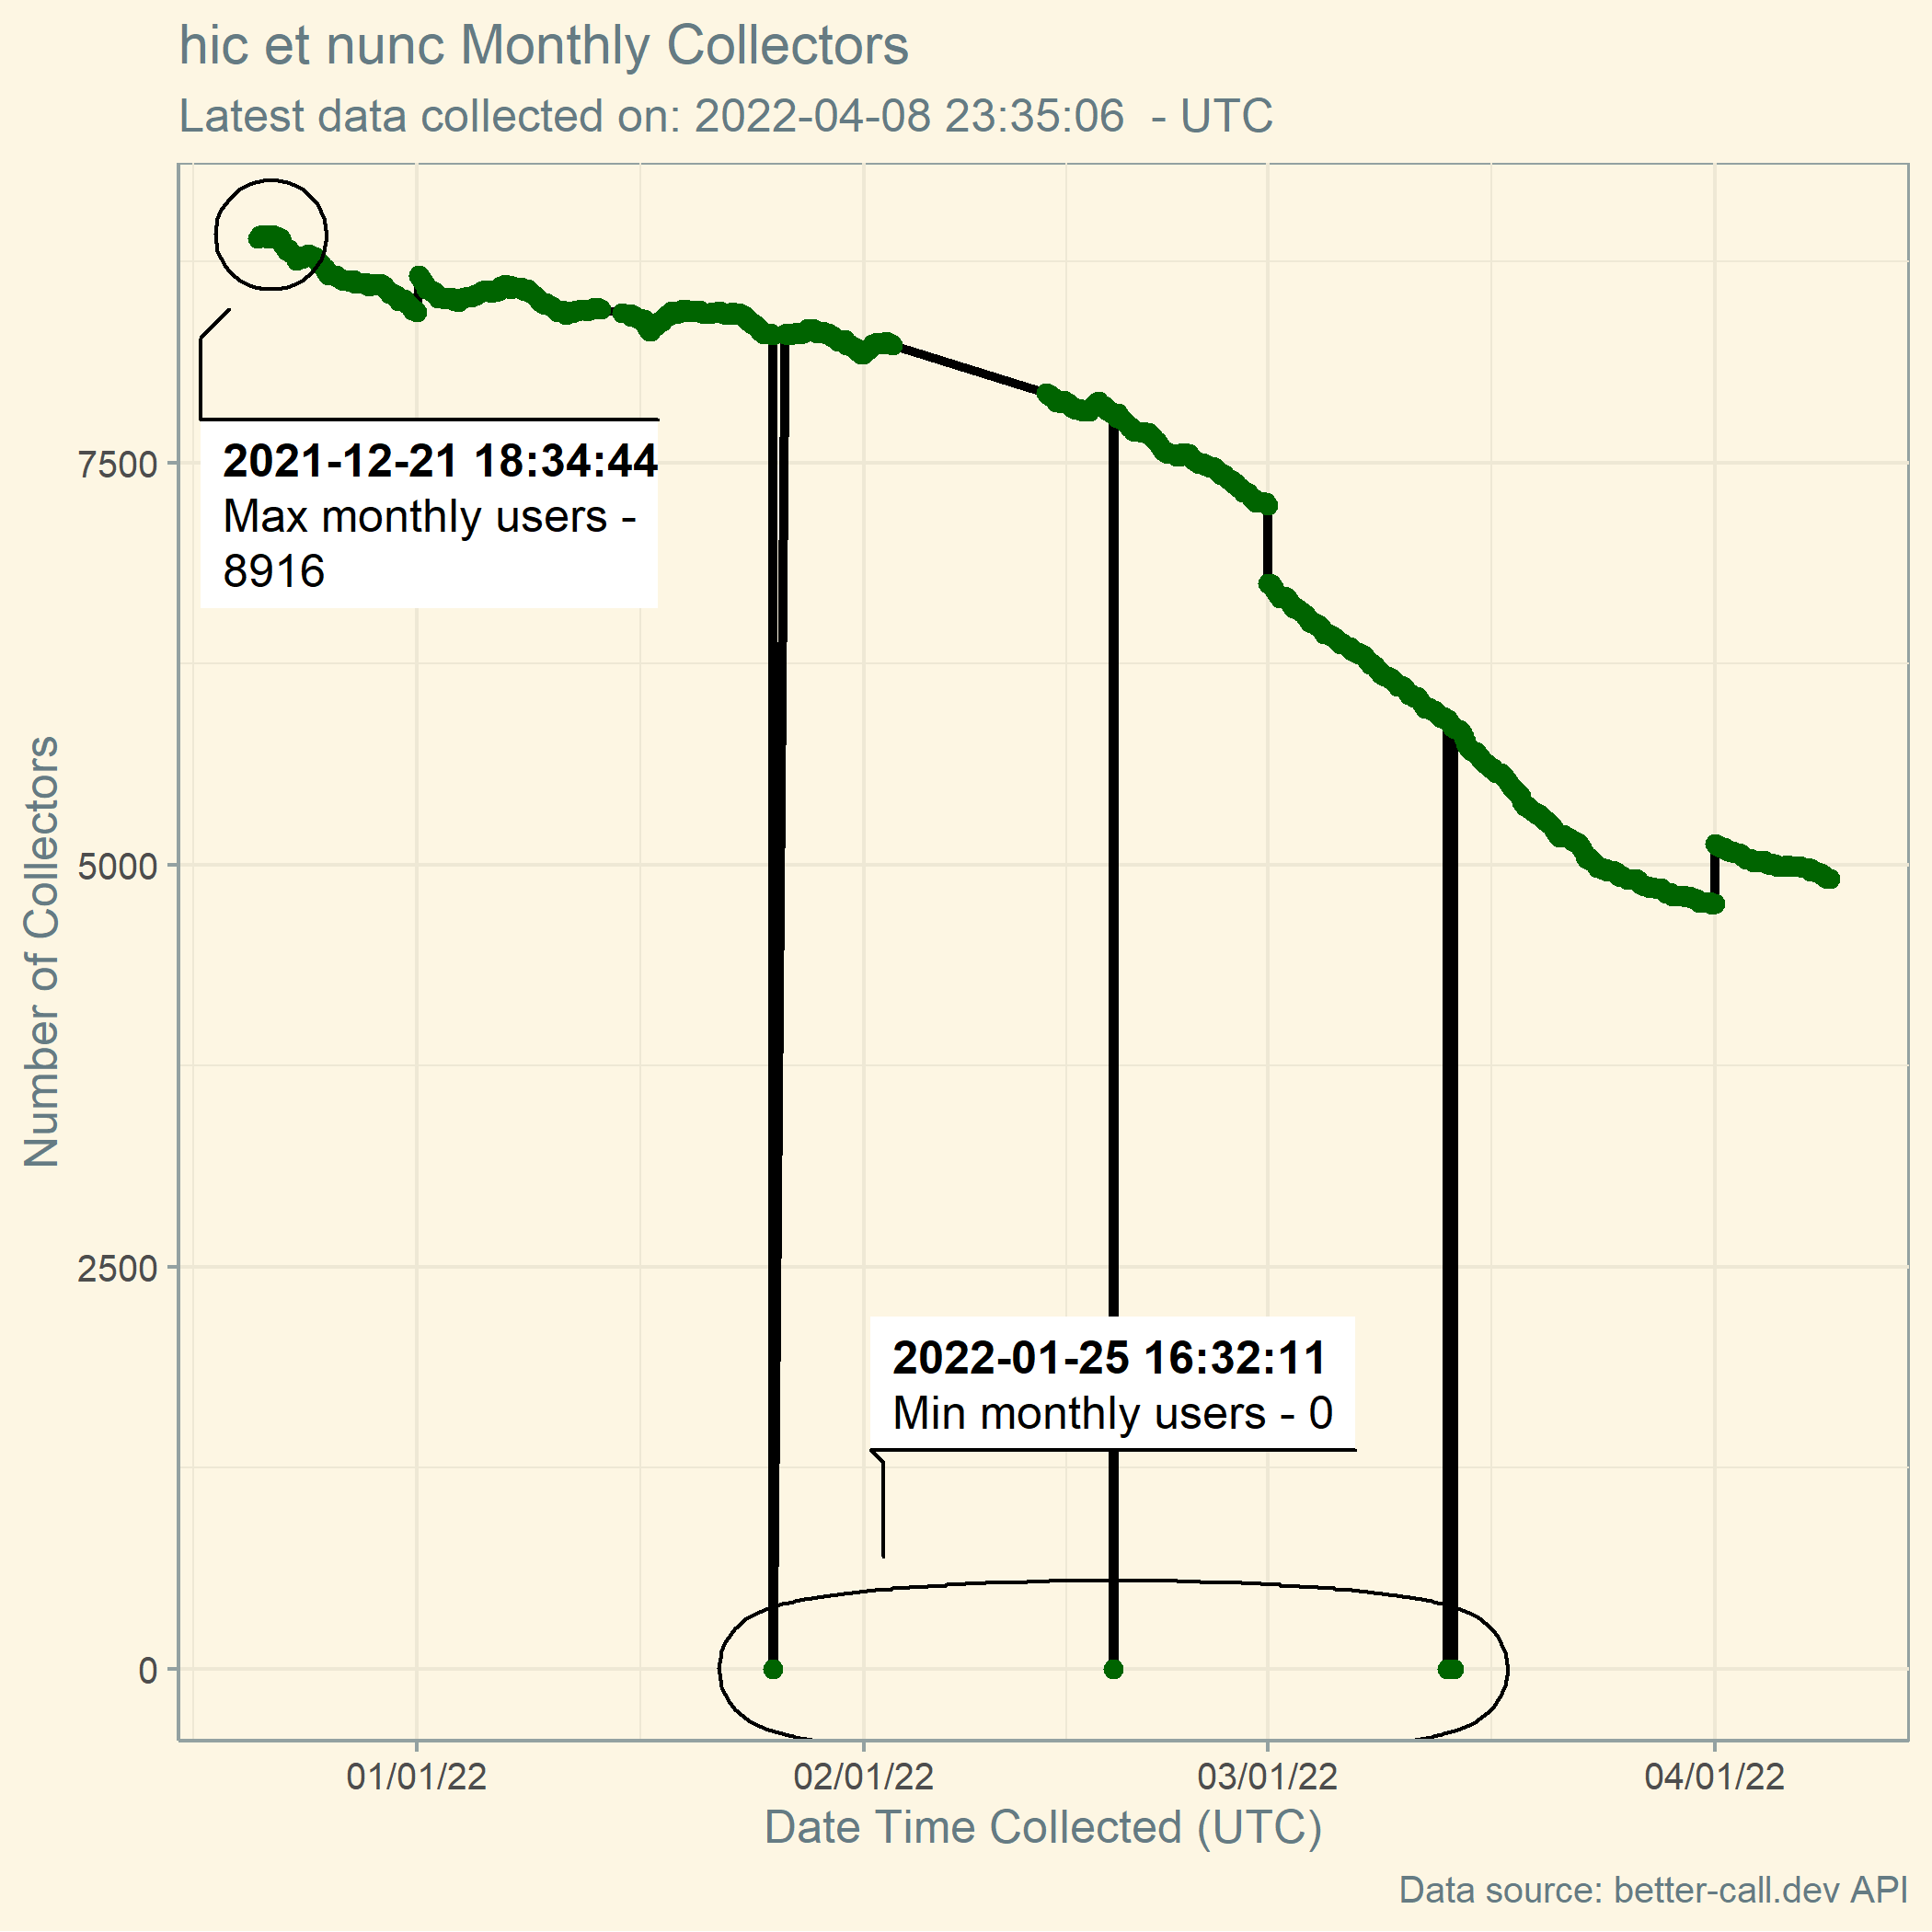 hic et nunc Monthly Collectors
Latest data collected on: 2022-04-08 23:35:06  - UTC
Number of Collectors
7500
5000
2500
0
2021-12-21 18:34:44
Max monthly users -
8916
2022-01-25 16:32:11
Min monthly users - 0
01/01/22
02/01/22
03/01/22
04/01/22
Date Time Collected (UTC)
Data source: better-call.dev API